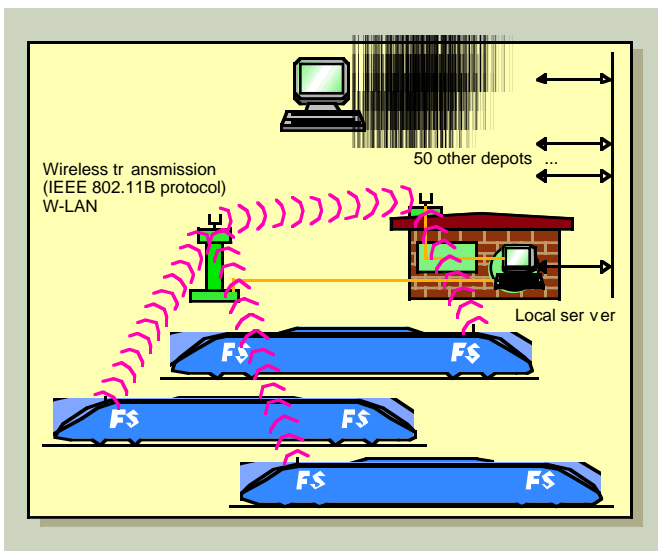 50 other depots ...
Wireless tr ansmission
(IEEE 802.11B protocol)
W-LAN
Local ser ver
FS FS
FS FS
FS FS